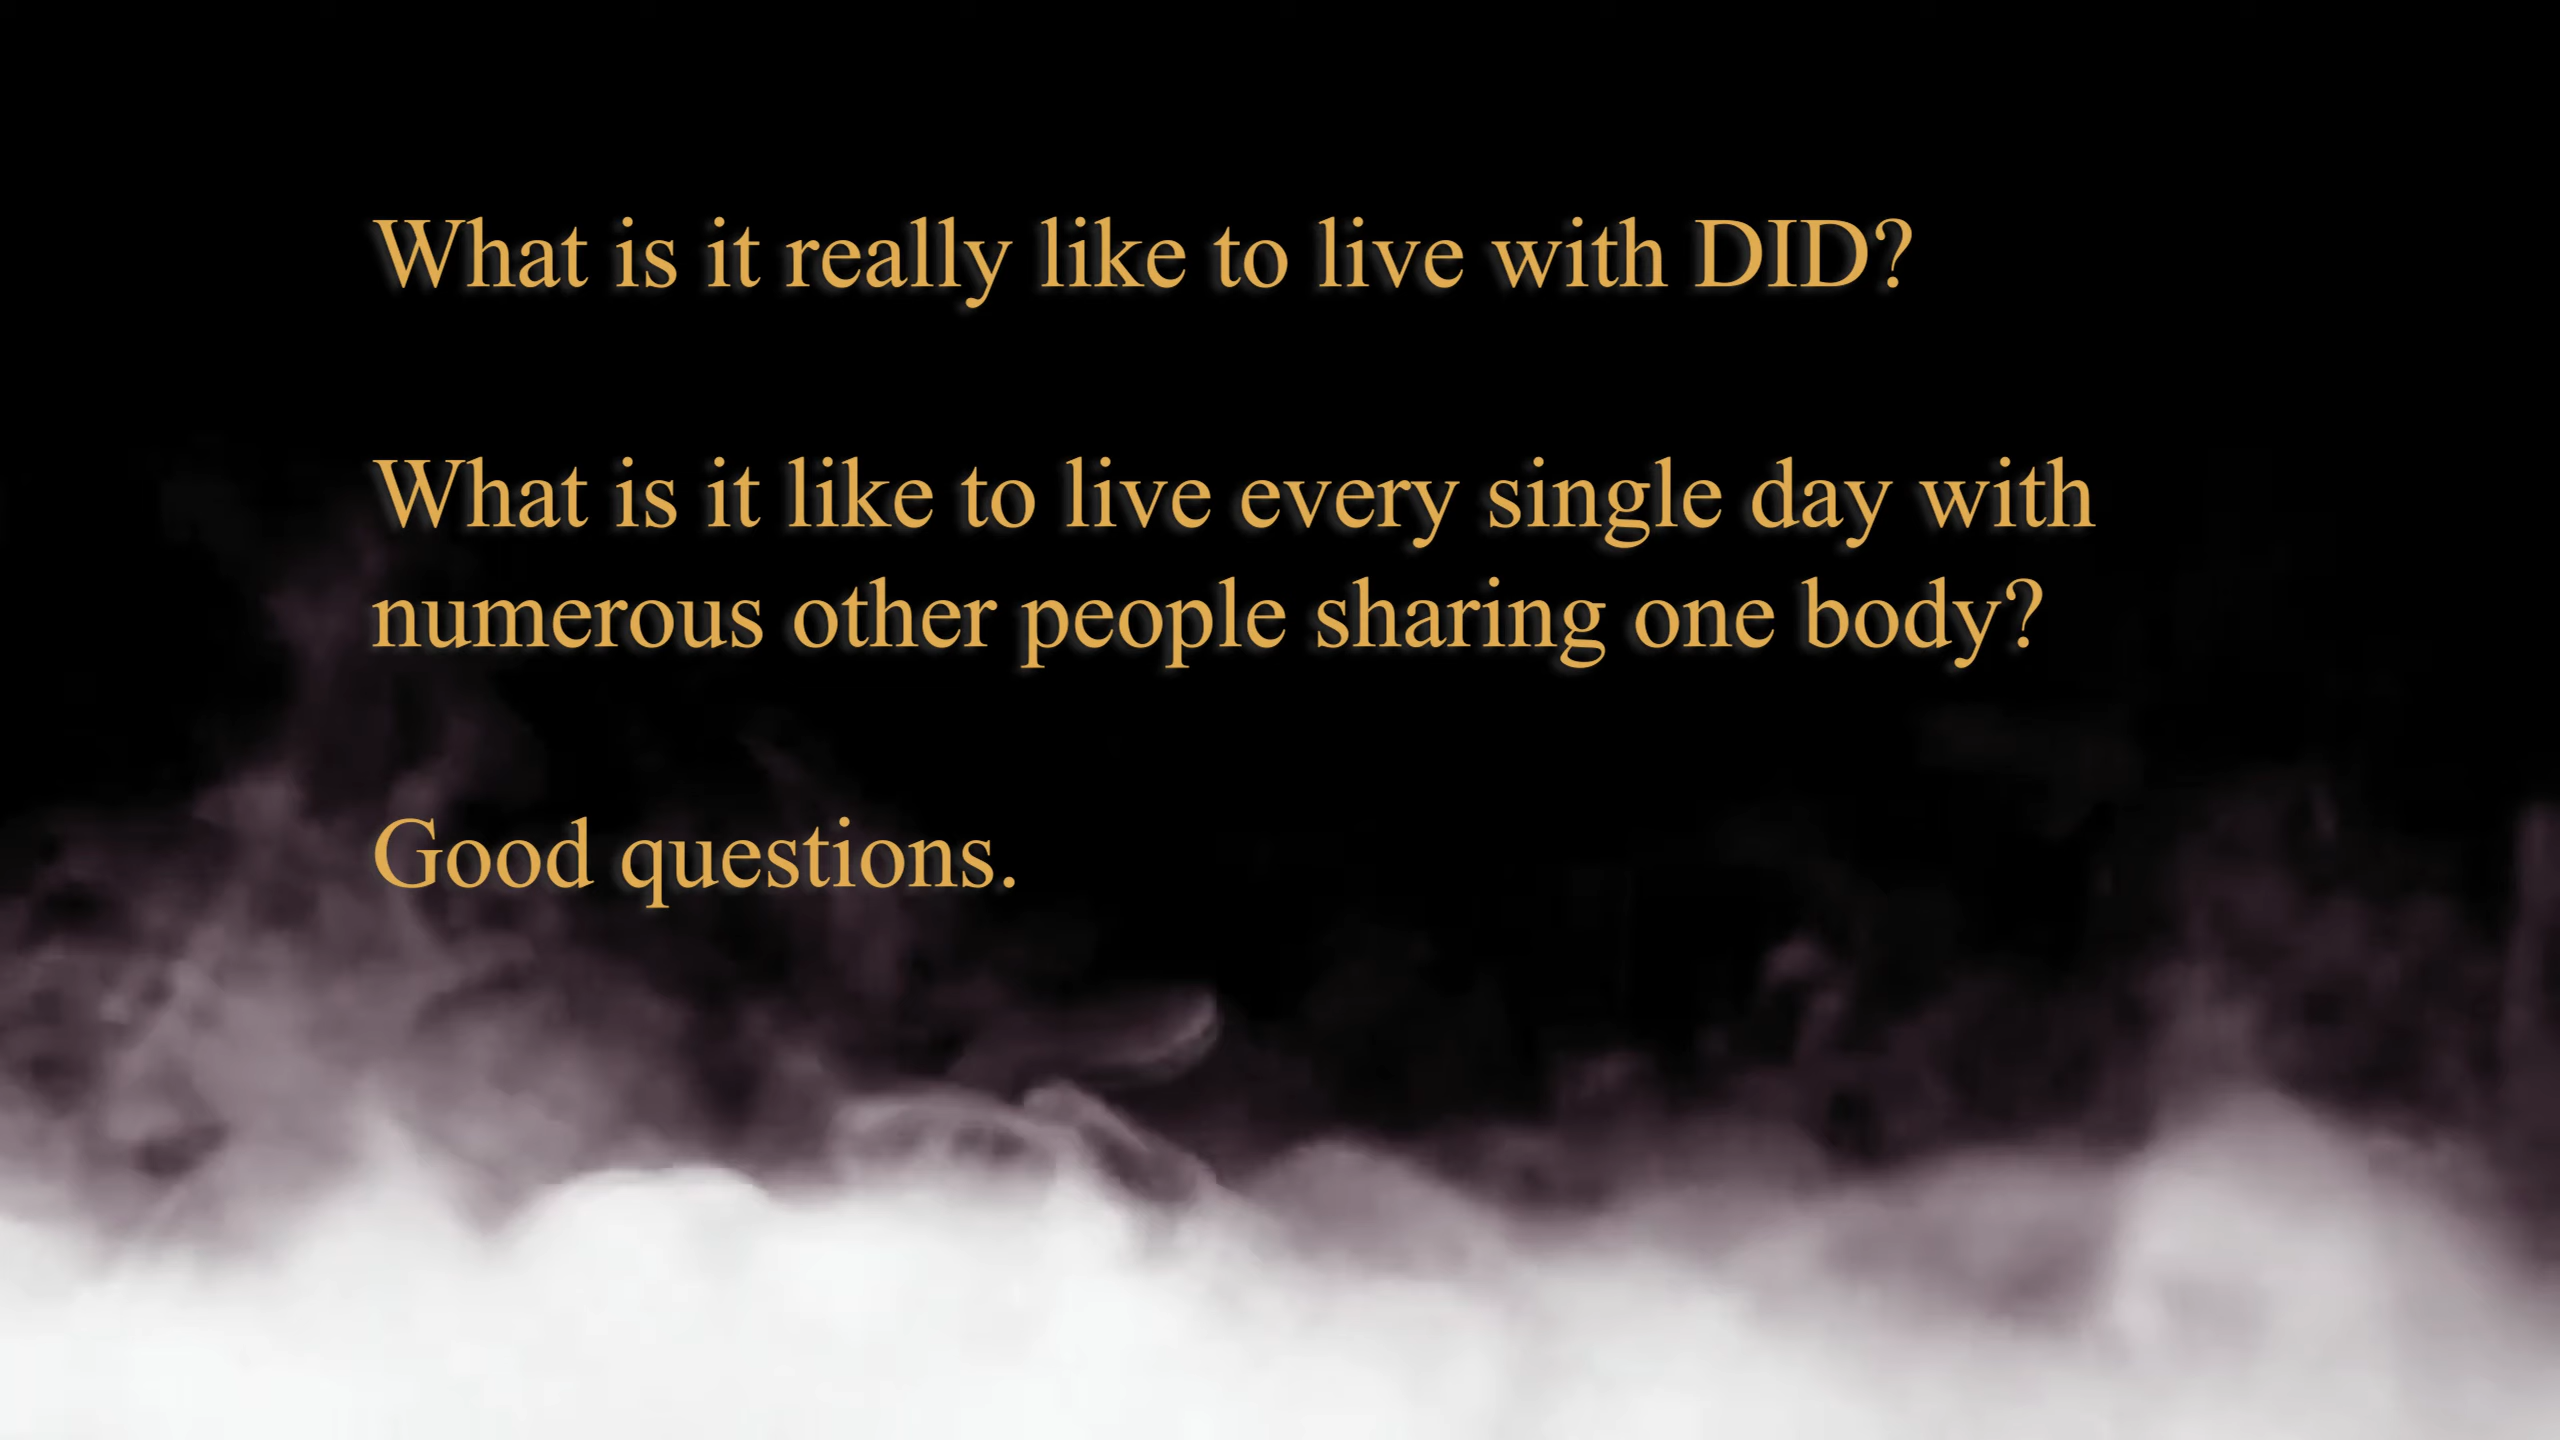 What is it really like to live with DID?
What is it like to live every single day with
numerous other people sharing one body?
Good questions.